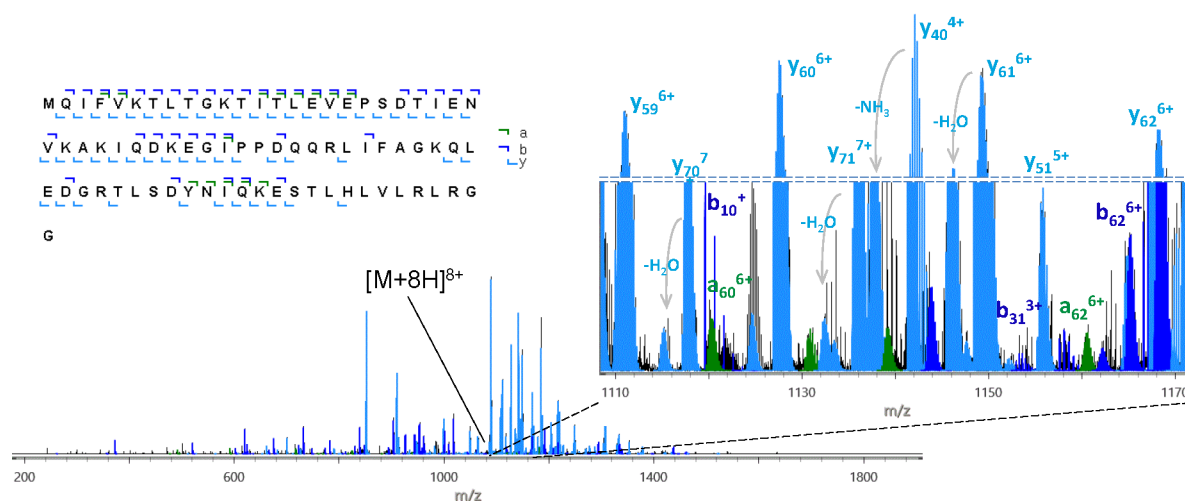 MQIFVKTLTGKTITLEVEPSDTIEN
VKAKIQDKEGIPPDQQRLIFAGKQL
EDGRTLSDYNIQKESTLHLVLRLRG
G
a
b
y
[M+8H]8+
200 600 1000 1400 1800
m/z
y40 4+
y60 6+
y61 6+
y59 6+
-NH3
-H2O
y62 6+
y70 7
y71 7+
y51 5+
b10 +
-H2O
-H2O
b62 6+
a60 6+
b31 3+
a62 6+
1110 1130 1150 1170
m/z